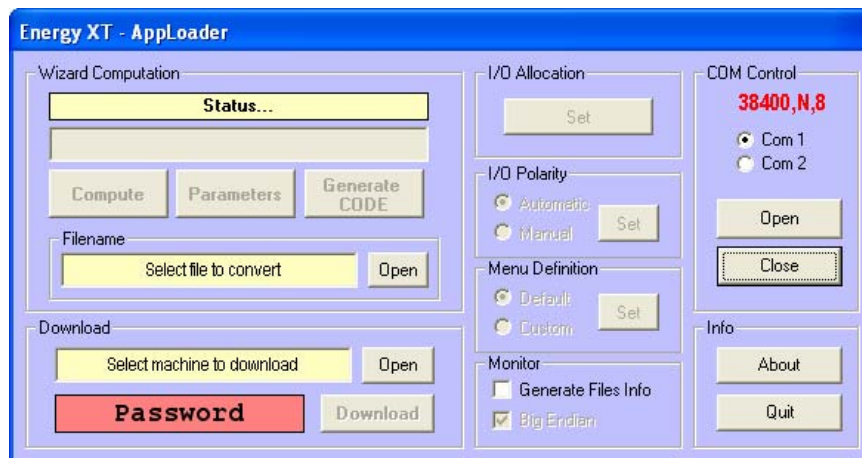 Energy XT - AppLoader
Wizard Computation
Status...
Compute
Parameters
Generate
CODE
Filename
Select file to convert
Open
Download
Select machine to download
Open
Password
Download
I/O Allocation
Set
I/O Polarity
Automatic
Manual
Set
Menu Definition
Default
Custom
Set
Monitor
Generate Files Info
Big Endian
COM Control
38400,N,8
Com 1
Com 2
Open
Close
Info
About
Quit